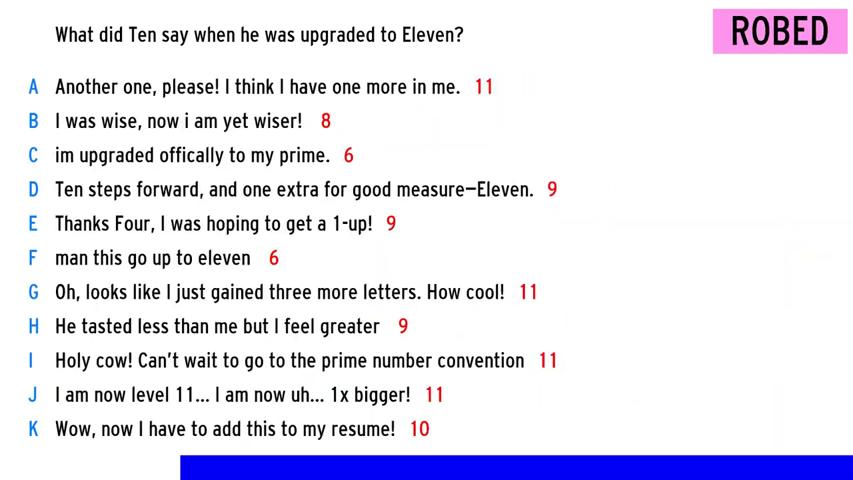 What did Ten say when he was upgraded to Eleven?
ROBED
A Another one, please! I think I have one more in me. 11
B I was wise, now i am yet wiser! 8
C im upgraded offically to my prime. 6
D Ten steps forward, and one extra for good measure—Eleven. 9
E Thanks Four, I was hoping to get a 1-up! 9
F man this go up to eleven 6
G Oh, looks like I just gained three more letters. How cool! 11
H He tasted less than me but I feel greater 9
I Holy cow! Can't wait to go to the prime number convention 11
J I am now level 11... I am now uh... 1x bigger! 11
K Wow, now I have to add this to my resume! 10